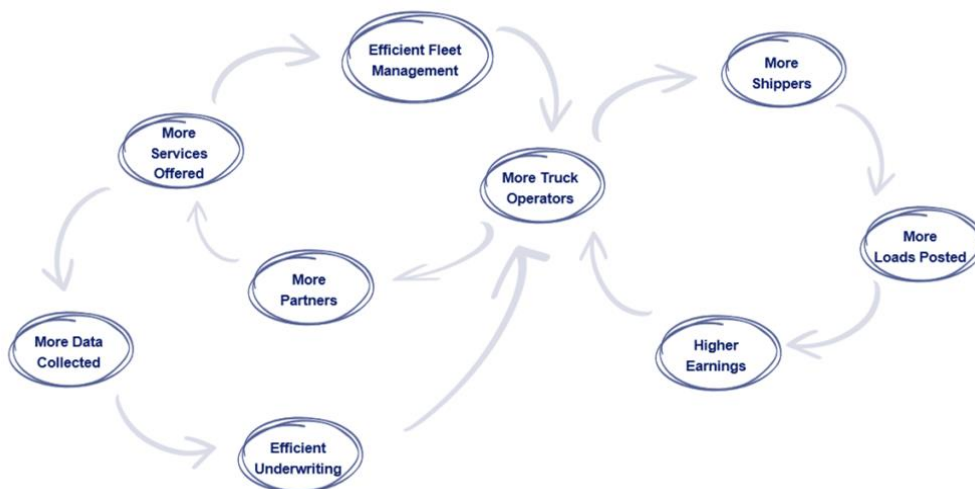 Efficient Fleet
Management
More
Shippers
More
Services
Offered
More Truck
Operators
More
Loads Posted
More
Partners
More Data
Collected
Higher
Earnings
Efficient
Underwriting